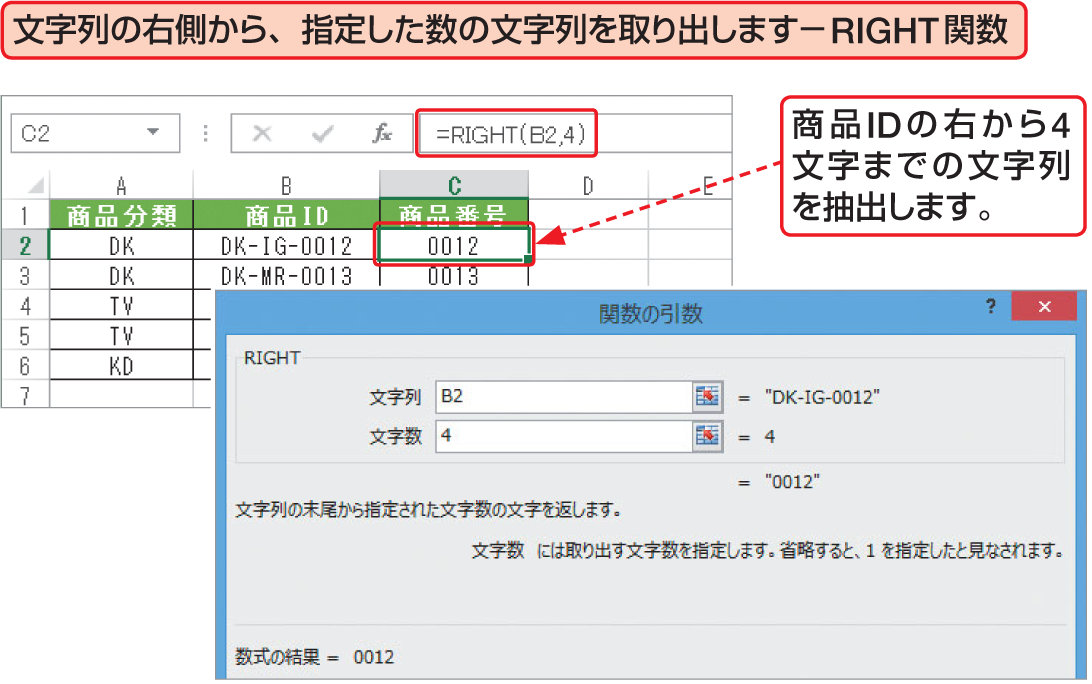 文字列の右側から、指定した数の文字列を取り出します－RIGHT関数
C2
fx
=RIGHT(B2,4)
商品IDの右から4
文字までの文字列
を抽出します。
A B C D E
1 商品分類 商品ID 商品番号
2 DK DK-IG-0012 0012
3 DK DK-MR-0013 0013
4 TV
5 TV
6 KD
7
関数の引数
?
RIGHT
文字列 B2 = "DK-IG-0012"
文字数 4 = 4
= "0012"
文字列の末尾から指定された文字数の文字を返します。
文字数 には取り出す文字数を指定します。省略すると、1 を指定したと見なされます。
数式の結果 = 0012